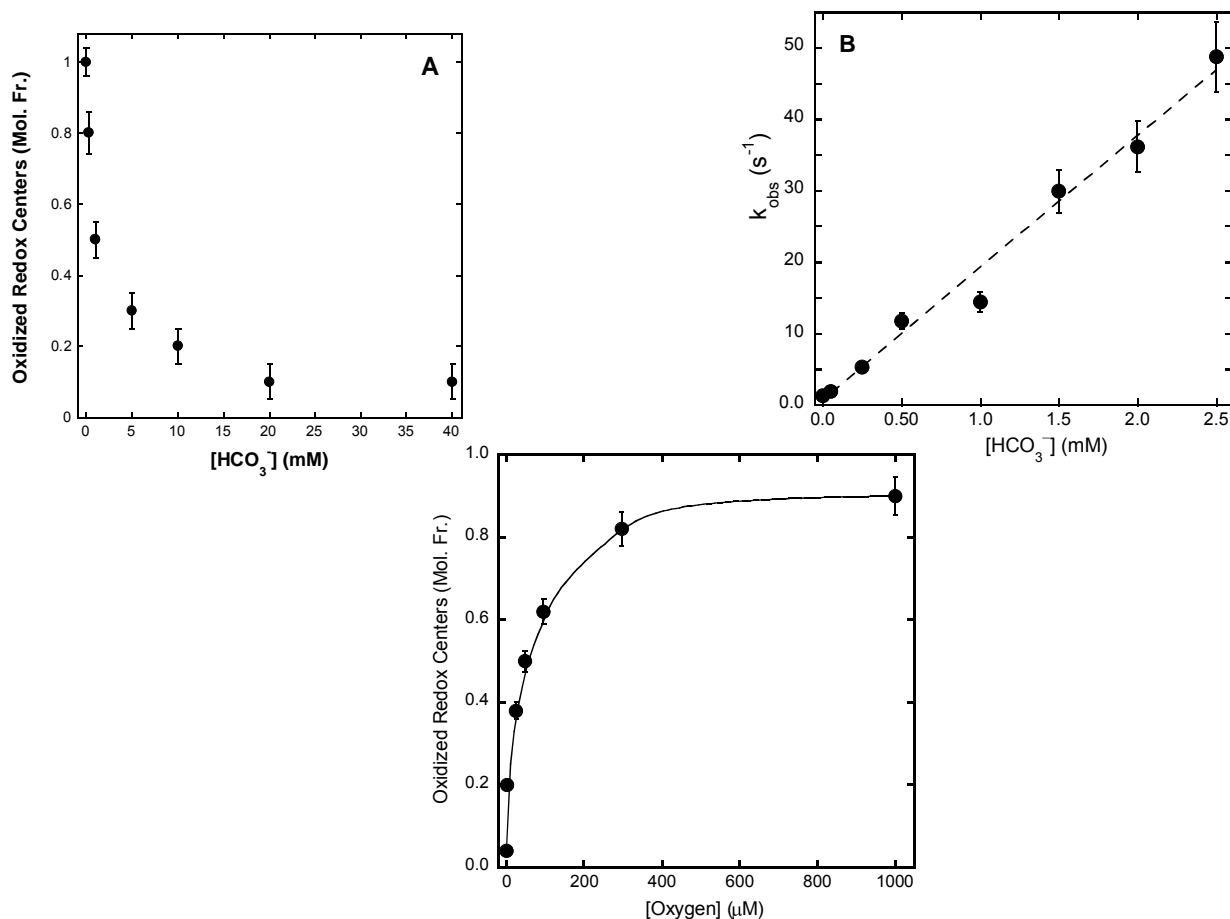 A
Oxidized Redox Centers (Mol. Fr.)
1
0.8
0.6
0.4
0.2
0
0 5 10 15 20 25 30 35 40
[HCO₃⁻] (mM)
B
k_obs (s⁻¹)
50
40
30
20
10
0.0
0.0 0.50 1.0 1.5 2.0 2.5
[HCO₃⁻] (mM)
Oxidized Redox Centers (Mol. Fr.)
1.0
0.8
0.6
0.4
0.2
0.0
0 200 400 600 800 1000
[Oxygen] (μM)